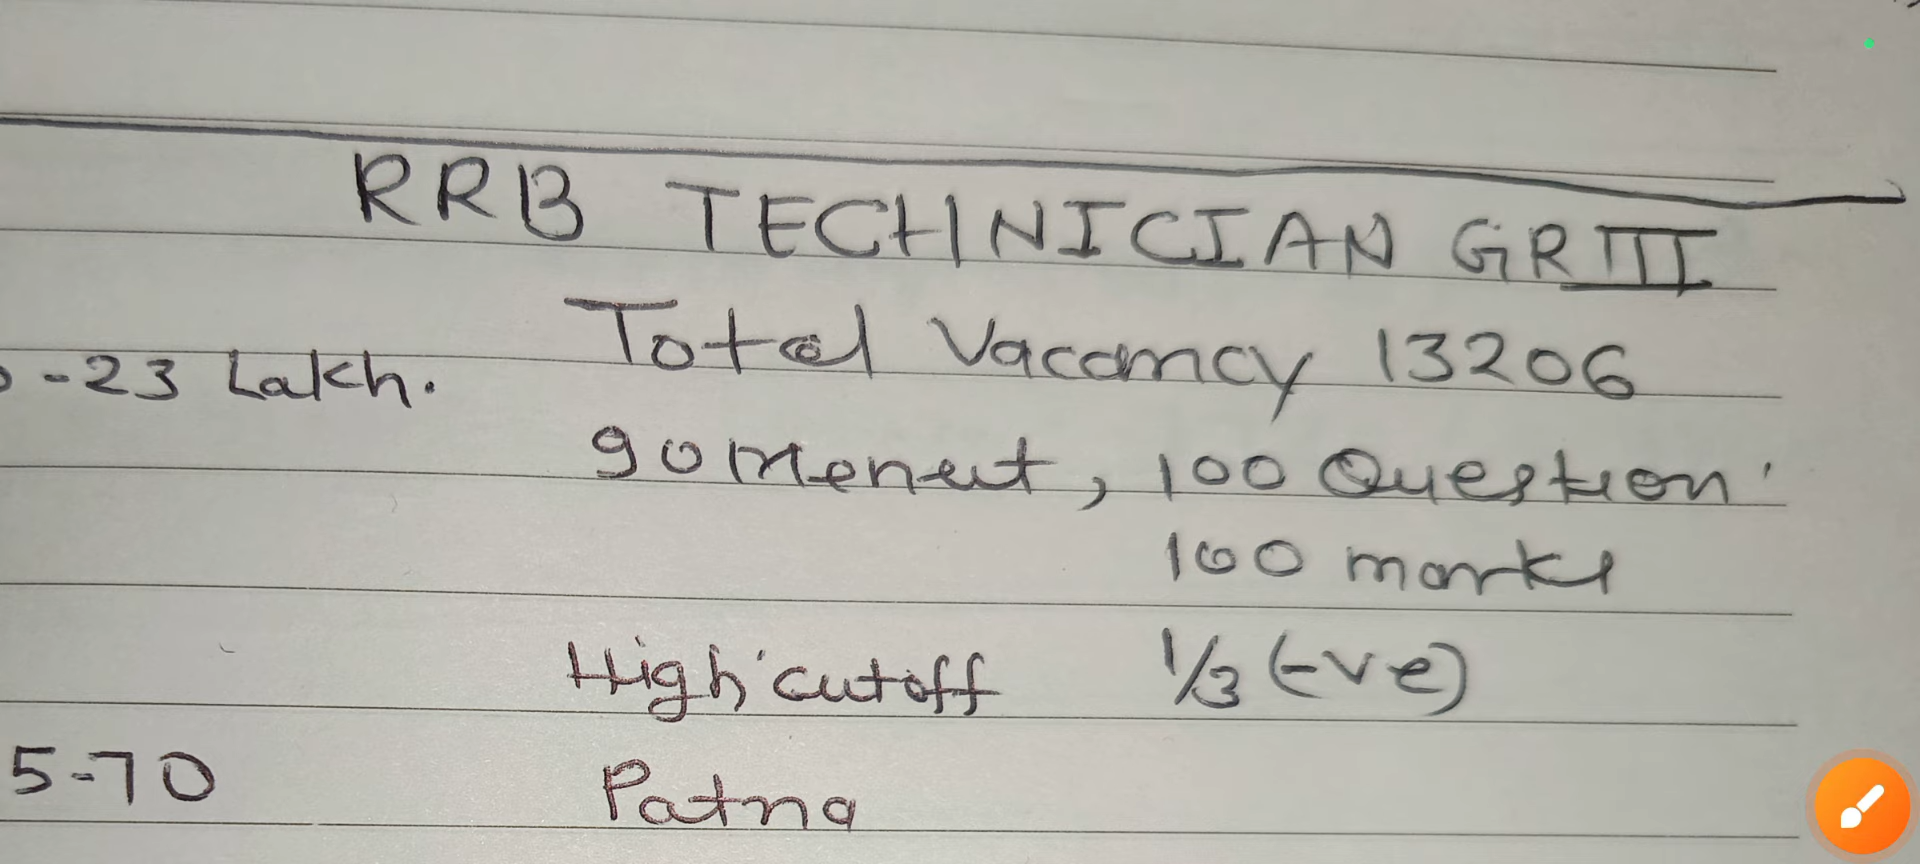 RRB TECHNICIAN GR III
Total Vacancy 13206
-23 Lakh.
90 Meneut, 100 Question
100 marks
High cutoff 1/3 (-ve)
5-70 Patna